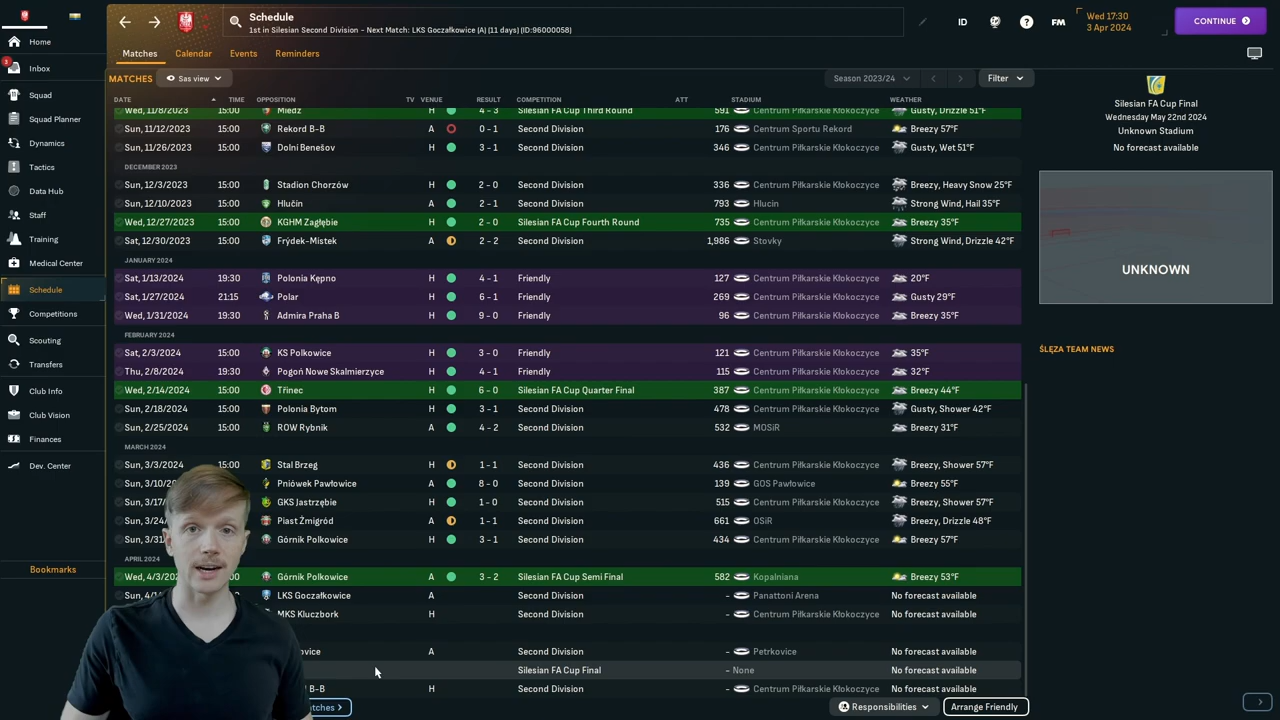 Schedule
1st in Silesian Second Division - Next Match: LKS Goczałkowice (A) (11 days) (ID:96000058)
ID
FM
Wed 17:30
3 Apr 2024
CONTINUE
Home
3
Inbox
Squad
Squad Planner
Dynamics
Tactics
Data Hub
Staff
Training
Medical Center
Schedule
Competitions
Scouting
Transfers
Club Info
Club Vision
Finances
Dev. Center
Bookmarks
Matches Calendar Events Reminders
MATCHES Sas view Season 2023/24 Filter
DATE TIME OPPOSITION TV VENUE RESULT COMPETITION ATT STADIUM WEATHER
Wed, 11/8/2023 15:00 Miedź H 4 - 3 Silesian FA Cup Third Round 591 Centrum Piłkarskie Kłokoczyce Gusty, Drizzle 51°F
Sun, 11/12/2023 15:00 Rekord B-B A 0 - 1 Second Division 176 Centrum Sportu Rekord Breezy 57°F
Sun, 11/26/2023 15:00 Dolní Benešov H 3 - 1 Second Division 346 Centrum Piłkarskie Kłokoczyce Gusty, Wet 51°F
DECEMBER 2023
Sun, 12/3/2023 15:00 Stadion Chorzów H 2 - 0 Second Division 336 Centrum Piłkarskie Kłokoczyce Breezy, Heavy Snow 25°F
Sun, 12/10/2023 15:00 Hlučín A 2 - 1 Second Division 793 Hlucin Strong Wind, Hail 35°F
Wed, 12/27/2023 15:00 KGHM Zagłębie H 2 - 0 Silesian FA Cup Fourth Round 735 Centrum Piłkarskie Kłokoczyce Breezy 35°F
Sat, 12/30/2023 15:00 Frýdek-Místek A 2 - 2 Second Division 1,986 Stovky Strong Wind, Drizzle 42°F
JANUARY 2024
Sat, 1/13/2024 19:30 Polonia Kępno H 4 - 1 Friendly 127 Centrum Piłkarskie Kłokoczyce 20°F
Sat, 1/27/2024 21:15 Polar H 6 - 1 Friendly 269 Centrum Piłkarskie Kłokoczyce Gusty 29°F
Wed, 1/31/2024 19:30 Admira Praha B H 9 - 0 Friendly 96 Centrum Piłkarskie Kłokoczyce Breezy 35°F
FEBRUARY 2024
Sat, 2/3/2024 15:00 KS Polkowice H 3 - 0 Friendly 121 Centrum Piłkarskie Kłokoczyce 35°F
Thu, 2/8/2024 19:30 Pogoń Nowe Skalmierzyce H 4 - 1 Friendly 115 Centrum Piłkarskie Kłokoczyce 32°F
Wed, 2/14/2024 15:00 Třinec H 6 - 0 Silesian FA Cup Quarter Final 387 Centrum Piłkarskie Kłokoczyce Breezy 44°F
Sun, 2/18/2024 15:00 Polonia Bytom H 3 - 1 Second Division 478 Centrum Piłkarskie Kłokoczyce Gusty, Shower 42°F
Sun, 2/25/2024 15:00 ROW Rybnik A 4 - 2 Second Division 532 MOSiR Breezy 31°F
MARCH 2024
Sun, 3/3/2024 15:00 Stal Brzeg H 1 - 1 Second Division 436 Centrum Piłkarskie Kłokoczyce Breezy, Shower 57°F
Sun, 3/10/20 Pniówek Pawłowice A 8 - 0 Second Division 139 GOS Pawłowice Breezy 55°F
Sun, 3/17/ GKS Jastrzębie H 1 - 0 Second Division 515 Centrum Piłkarskie Kłokoczyce Breezy, Shower 57°F
Sun, 3/24/ Piast Żmigród A 1 - 1 Second Division 661 OSiR Breezy, Drizzle 48°F
Sun, 3/31/ Górnik Polkowice H 3 - 1 Second Division 434 Centrum Piłkarskie Kłokoczyce Breezy 57°F
APRIL 2024
Wed, 4/3/202 Górnik Polkowice A 3 - 2 Silesian FA Cup Semi Final 582 Kopalniana Breezy 53°F
Sun, 4/1 LKS Goczałkowice A Second Division - Panattoni Arena No forecast available
MKS Kluczbork H Second Division - Centrum Piłkarskie Kłokoczyce No forecast available
ovice A Second Division - Petrkovice No forecast available
Silesian FA Cup Final - None No forecast available
B-B H Second Division - Centrum Piłkarskie Kłokoczyce No forecast available
atches Responsibilities Arrange Friendly
Silesian FA Cup Final
Wednesday May 22nd 2024
Unknown Stadium
No forecast available
UNKNOWN
ŚLĘZA TEAM NEWS